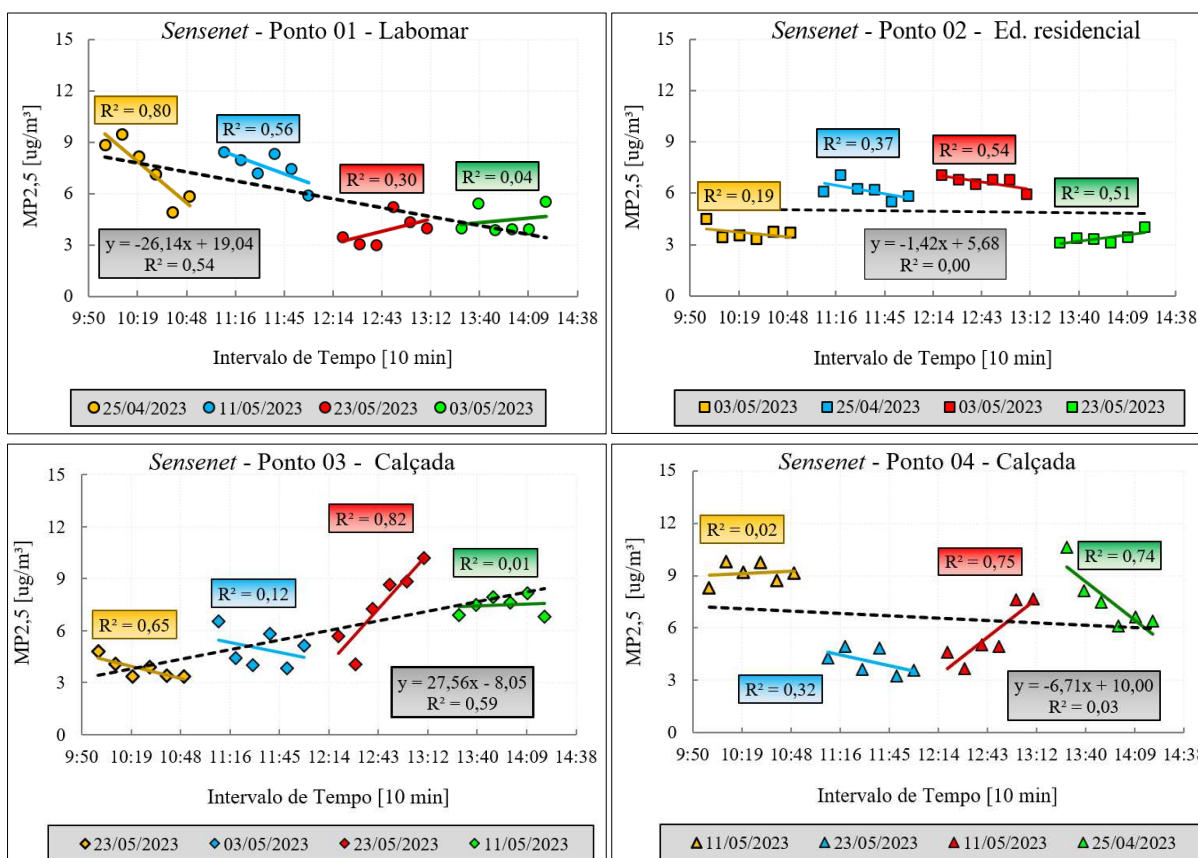 Sensenet - Ponto 01 - Labomar
MP2,5 [ug/m³]
15
12
9
6
3
0
R² = 0,80
R² = 0,56
R² = 0,30
R² = 0,04
y = -26,14x + 19,04
R² = 0,54
9:50 10:19 10:48 11:16 11:45 12:14 12:43 13:12 13:40 14:09 14:38
Intervalo de Tempo [10 min]
25/04/2023 11/05/2023 23/05/2023 03/05/2023
Sensenet - Ponto 02 - Ed. residencial
MP2,5 [ug/m³]
15
12
9
6
3
0
R² = 0,19
R² = 0,37
R² = 0,54
R² = 0,51
y = -1,42x + 5,68
R² = 0,00
9:50 10:19 10:48 11:16 11:45 12:14 12:43 13:12 13:40 14:09 14:38
Intervalo de Tempo [10 min]
03/05/2023 25/04/2023 03/05/2023 23/05/2023
Sensenet - Ponto 03 - Calçada
MP2,5 [ug/m³]
15
12
9
6
3
0
R² = 0,65
R² = 0,12
R² = 0,82
R² = 0,01
y = 27,56x - 8,05
R² = 0,59
9:50 10:19 10:48 11:16 11:45 12:14 12:43 13:12 13:40 14:09 14:38
Intervalo de Tempo [10 min]
23/05/2023 03/05/2023 23/05/2023 11/05/2023
Sensenet - Ponto 04 - Calçada
MP2,5 [ug/m³]
15
12
9
6
3
0
R² = 0,02
R² = 0,32
R² = 0,75
R² = 0,74
y = -6,71x + 10,00
R² = 0,03
9:50 10:19 10:48 11:16 11:45 12:14 12:43 13:12 13:40 14:09 14:38
Intervalo de Tempo [10 min]
11/05/2023 23/05/2023 11/05/2023 25/04/2023